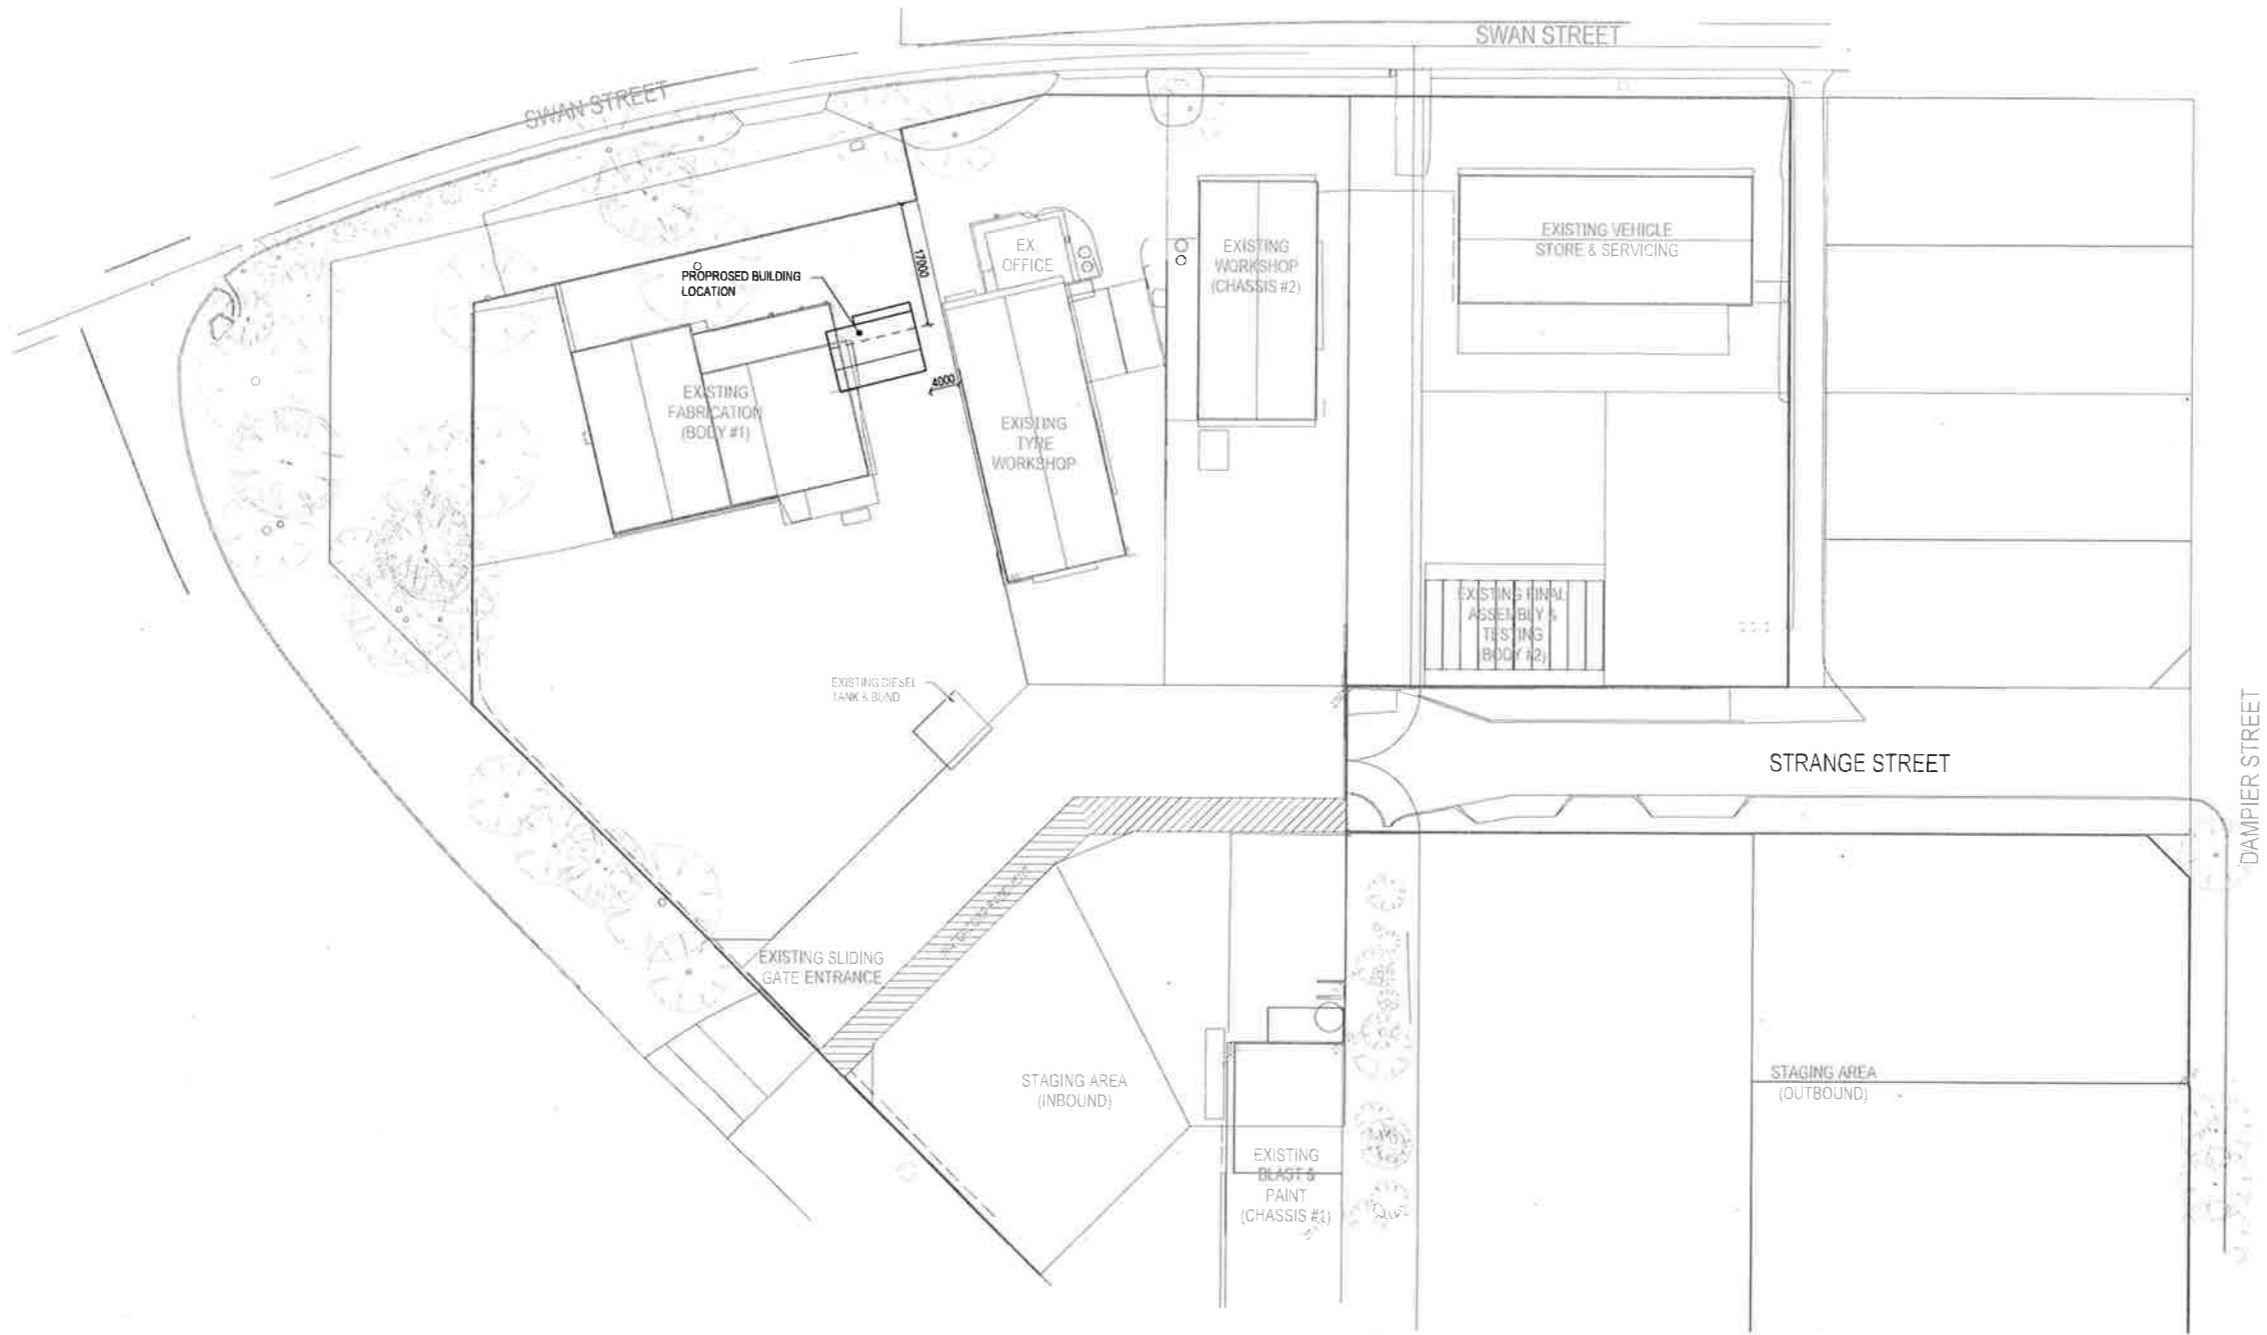 SWAN STREET
SWAN STREET
EX
OFFICE
EXISTING
WORKSHOP
(CHASSIS #2)
EXISTING VEHICLE
STORE & SERVICING
17000
PROPROSED BUILDING
LOCATION
4000
EXISTING
FABRICATION
(BODY #1)
EXISTING
TYRE
WORKSHOP
EXISTING FINAL
ASSEMBLY &
TESTING
(BODY #2)
EXISTING DIESEL
TANK & BUND
STRANGE STREET
DAMPIER STREET
EXISTING SLIDING
GATE ENTRANCE
STAGING AREA
(INBOUND)
STAGING AREA
(OUTBOUND)
EXISTING
BLAST &
PAINT
(CHASSIS #1)